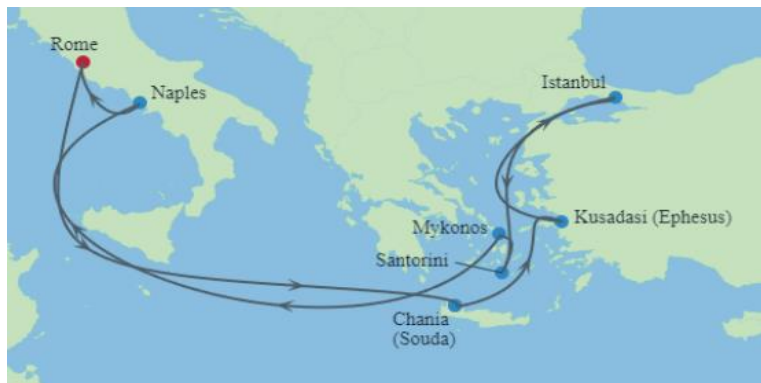 Rome
Naples
Istanbul
Mykonos
Kusadasi (Ephesus)
Santorini
Chania
(Souda)